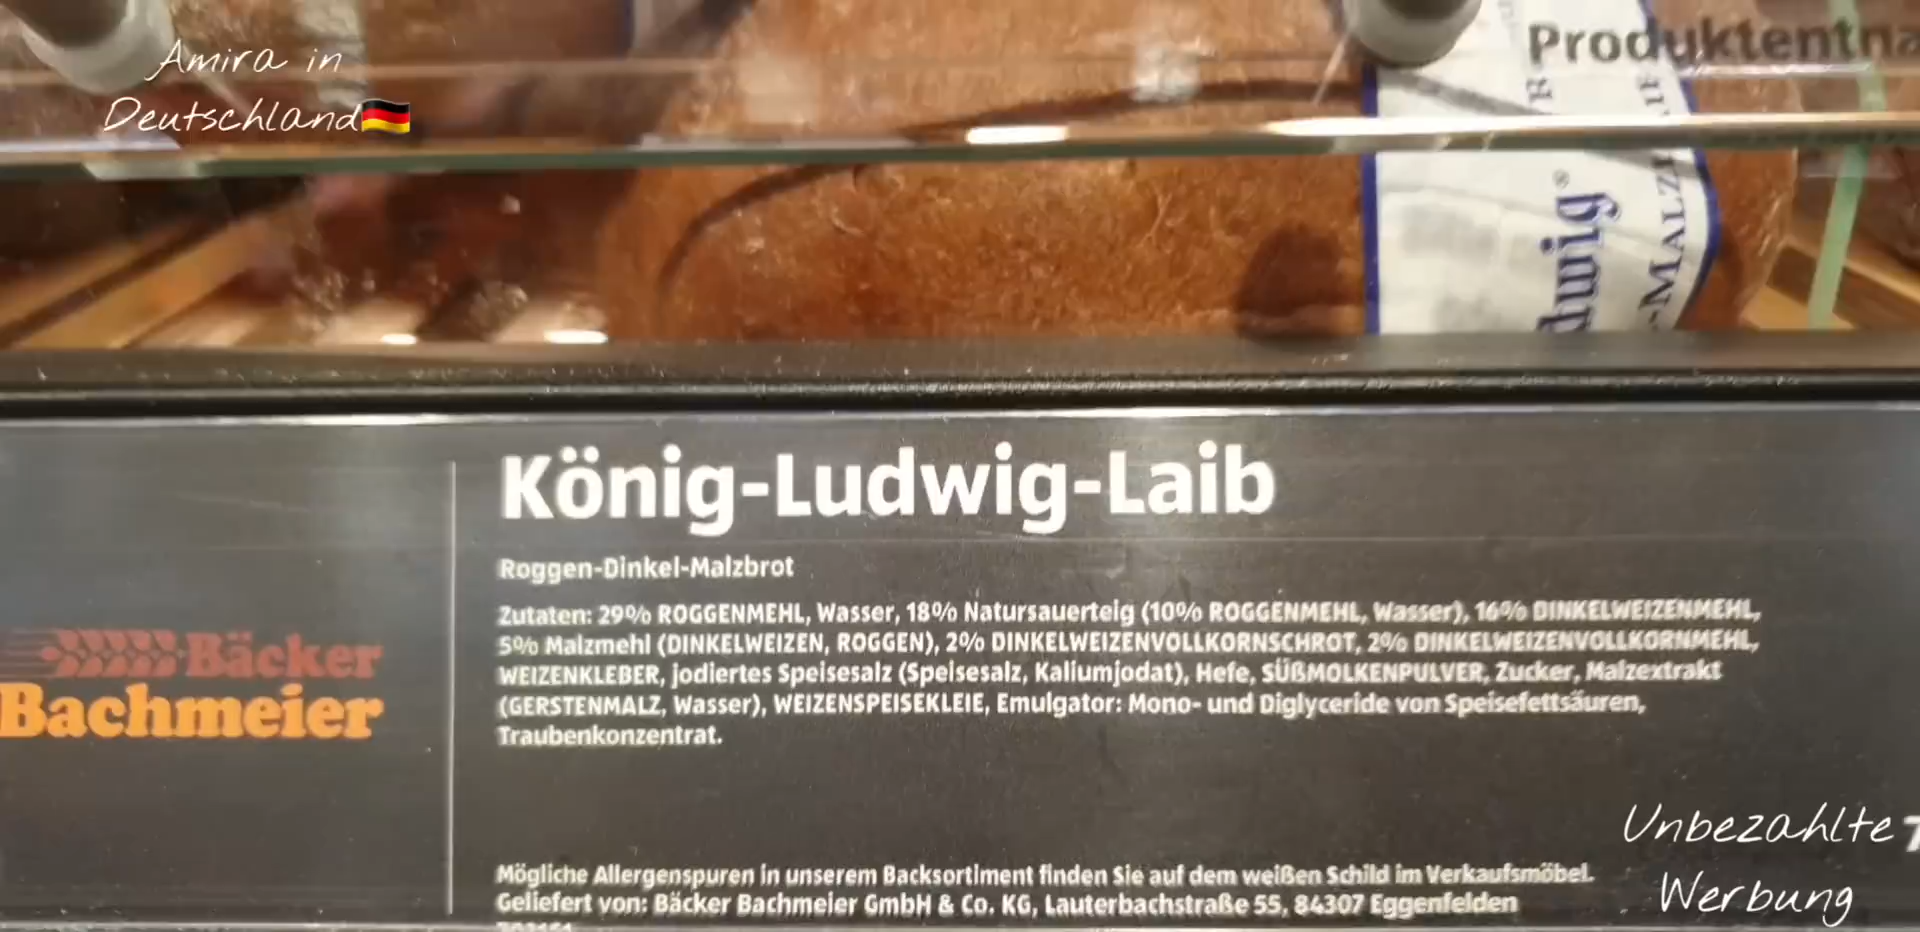 Amira in
Deutschland🇩🇪
Produktentna
dwig®
-MALZ
König-Ludwig-Laib
Roggen-Dinkel-Malzbrot
Zutaten: 29% ROGGENMEHL, Wasser, 18% Natursauerteig (10% ROGGENMEHL, Wasser), 16% DINKELWEIZENMEHL,
5% Malzmehl (DINKELWEIZEN, ROGGEN), 2% DINKELWEIZENVOLLKORNSCHROT, 2% DINKELWEIZENVOLLKORNMEHL,
WEIZENKLEBER, jodiertes Speisesalz (Speisesalz, Kaliumjodat), Hefe, SÜßMOLKENPULVER, Zucker, Malzextrakt
(GERSTENMALZ, Wasser), WEIZENSPEISEKLEIE, Emulgator: Mono- und Diglyceride von Speisefettsäuren,
Traubenkonzentrat.
Bäcker
Bachmeier
Mögliche Allergenspuren in unserem Backsortiment finden Sie auf dem weißen Schild im Verkaufsmöbel.
Geliefert von: Bäcker Bachmeier GmbH & Co. KG, Lauterbachstraße 55, 84307 Eggenfelden
Unbezahlte
Werbung